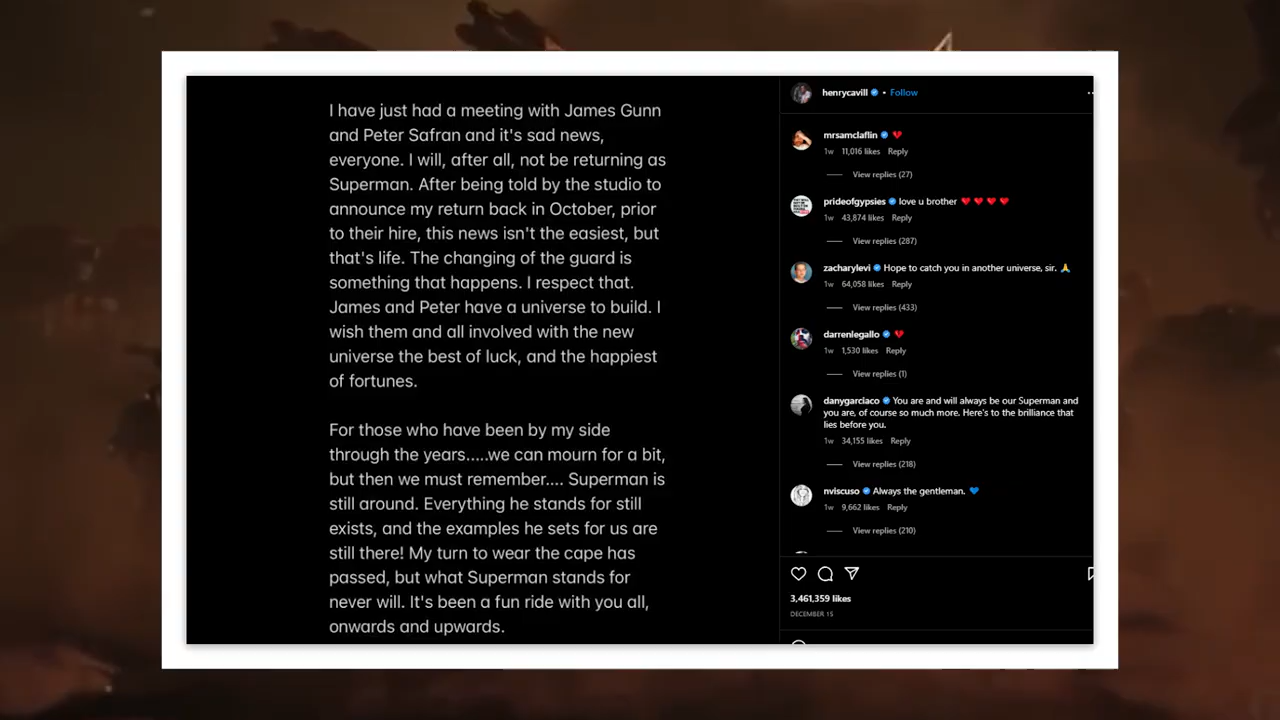 I have just had a meeting with James Gunn
and Peter Safran and it's sad news,
everyone. I will, after all, not be returning as
Superman. After being told by the studio to
announce my return back in October, prior
to their hire, this news isn't the easiest, but
that's life. The changing of the guard is
something that happens. I respect that.
James and Peter have a universe to build. I
wish them and all involved with the new
universe the best of luck, and the happiest
of fortunes.
For those who have been by my side
through the years.....we can mourn for a bit,
but then we must remember.... Superman is
still around. Everything he stands for still
exists, and the examples he sets for us are
still there! My turn to wear the cape has
passed, but what Superman stands for
never will. It's been a fun ride with you all,
onwards and upwards.
henrycavill • Follow
mrsamclaflin 💔
1w 11,016 likes Reply
View replies (27)
prideofgypsies love u brother ❤️ ❤️ ❤️ ❤️
1w 43,874 likes Reply
View replies (287)
zacharylevi Hope to catch you in another universe, sir. 🙏
1w 64,058 likes Reply
View replies (433)
darrenlegallo 💔
1w 1,530 likes Reply
View replies (1)
danygarciaco You are and will always be our Superman and
you are, of course so much more. Here's to the brilliance that
lies before you.
1w 34,155 likes Reply
View replies (218)
nviscuso Always the gentleman. 💙
1w 9,662 likes Reply
View replies (210)
3,461,359 likes
DECEMBER 15